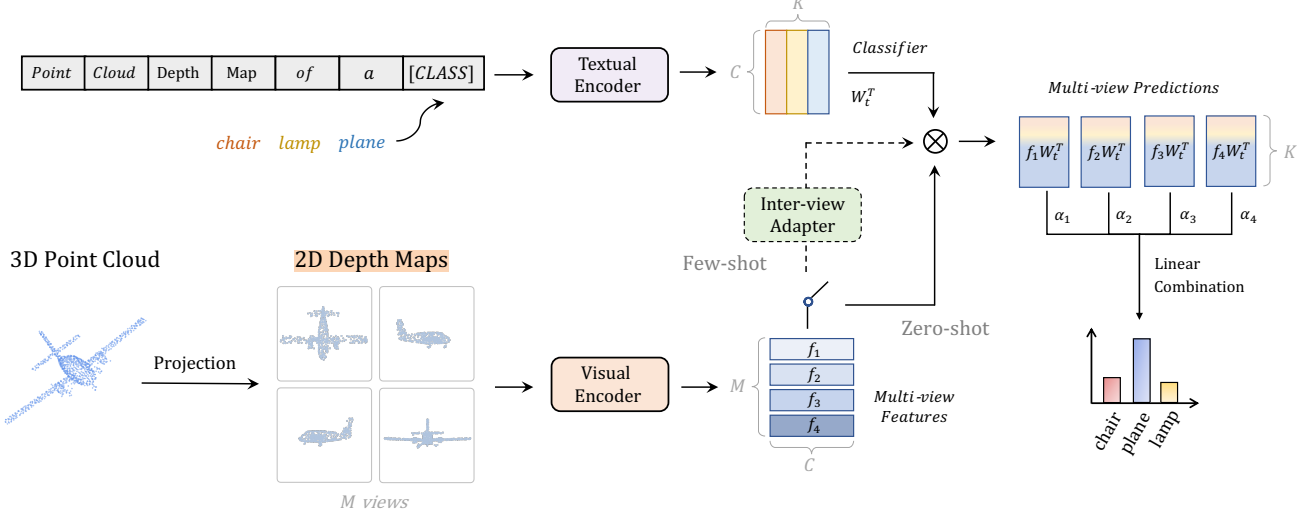 Point Cloud Depth Map of a [CLASS]
chair lamp plane
Textual
Encoder
K
C
Classifier
W_t^T
Multi-view Predictions
f_1W_t^T f_2W_t^T f_3W_t^T f_4W_t^T
K
α_1 α_2 α_3 α_4
Linear
Combination
Inter-view
Adapter
Few-shot
Zero-shot
3D Point Cloud
2D Depth Maps
Projection
M views
Visual
Encoder
M
f_1
f_2
f_3
f_4
C
Multi-view
Features
chair
plane
lamp